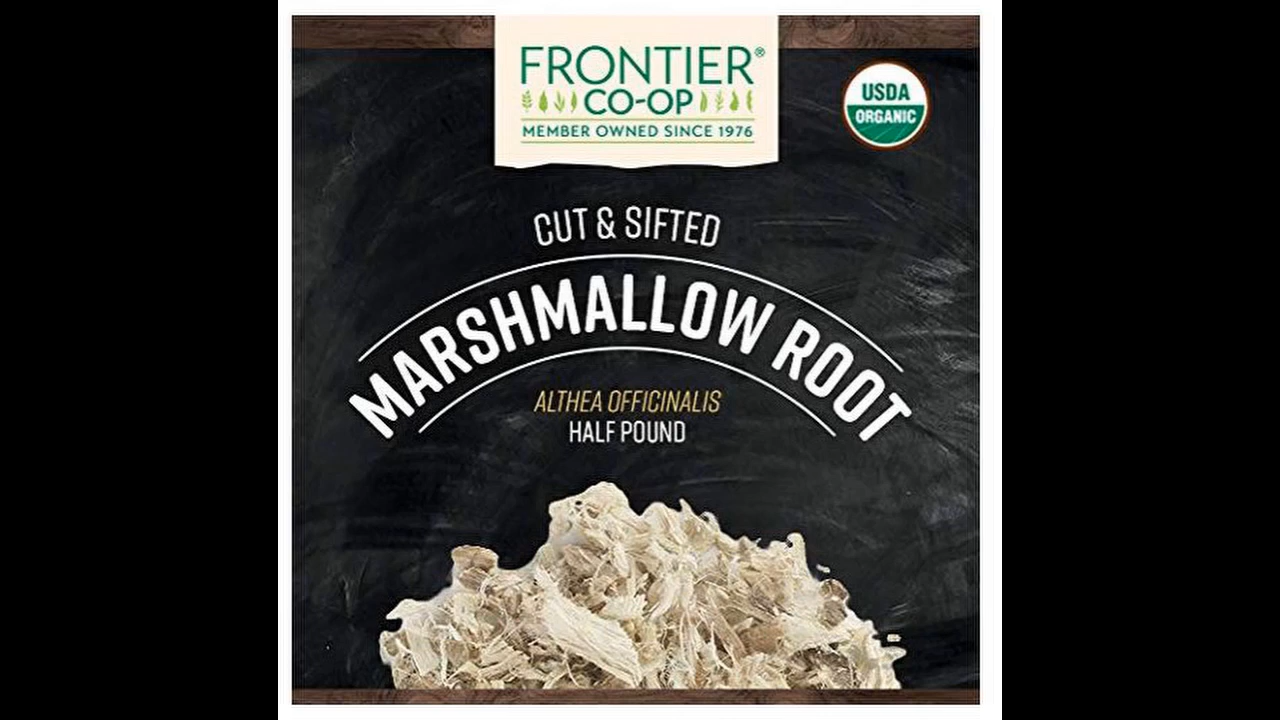 FRONTIER®
CO-OP
MEMBER OWNED SINCE 1976
USDA
ORGANIC
CUT & SIFTED
MARSHMALLOW ROOT
ALTHEA OFFICINALIS
HALF POUND